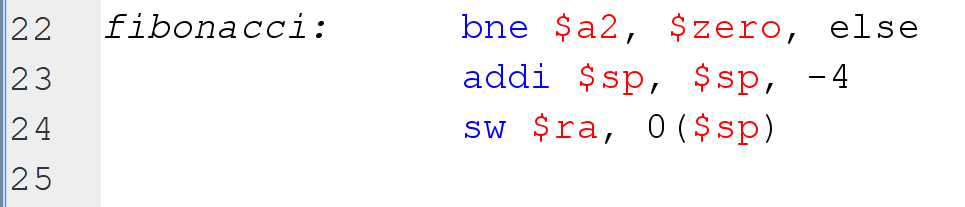 22 fibonacci: bne $a2, $zero, else
23 addi $sp, $sp, -4
24 sw $ra, 0($sp)
25